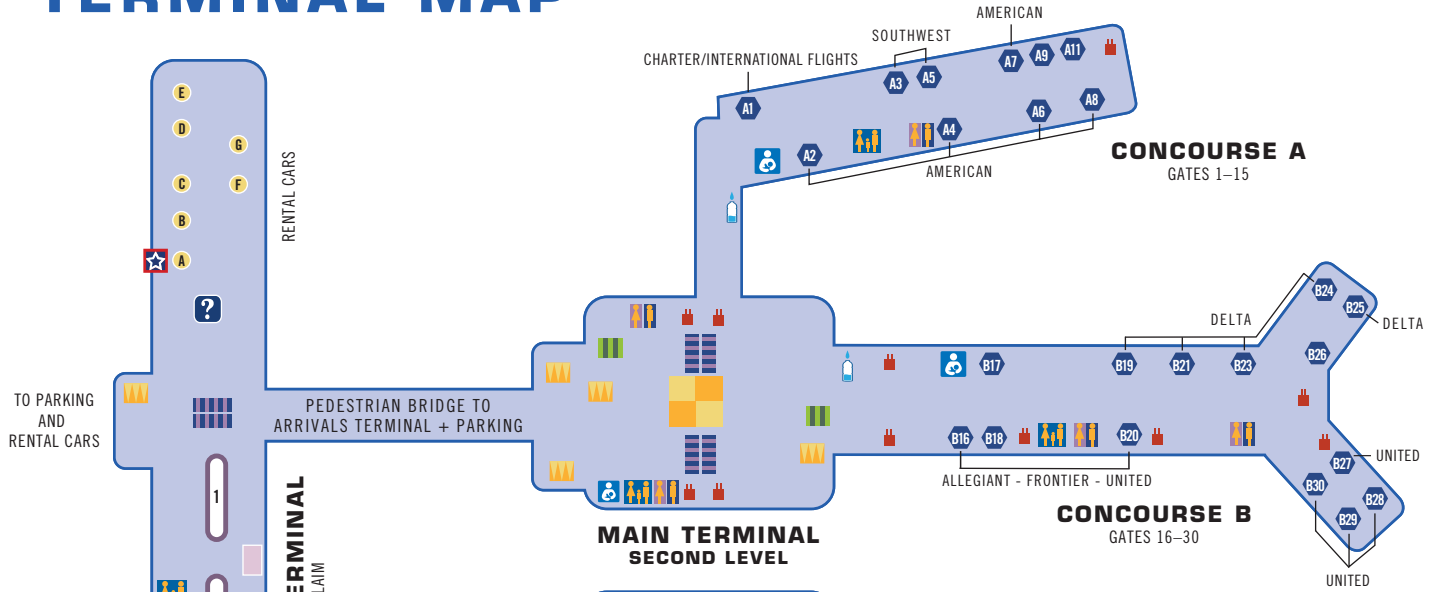 TERMINAL MAP
AMERICAN
SOUTHWEST
CHARTER/INTERNATIONAL FLIGHTS
A7
A9
A11
A3
A5
A1
A8
A6
A4
A2
AMERICAN
CONCOURSE A
GATES 1–15
E
D
G
C
F
B
A
RENTAL CARS
?
TO PARKING
AND
RENTAL CARS
PEDESTRIAN BRIDGE TO
ARRIVALS TERMINAL + PARKING
1
MAIN TERMINAL
SECOND LEVEL
DELTA
DELTA
B24
B25
B26
B17
B19
B21
B23
B16
B18
B20
ALLEGIANT - FRONTIER - UNITED
CONCOURSE B
GATES 16–30
B27
UNITED
B30
B28
B29
UNITED